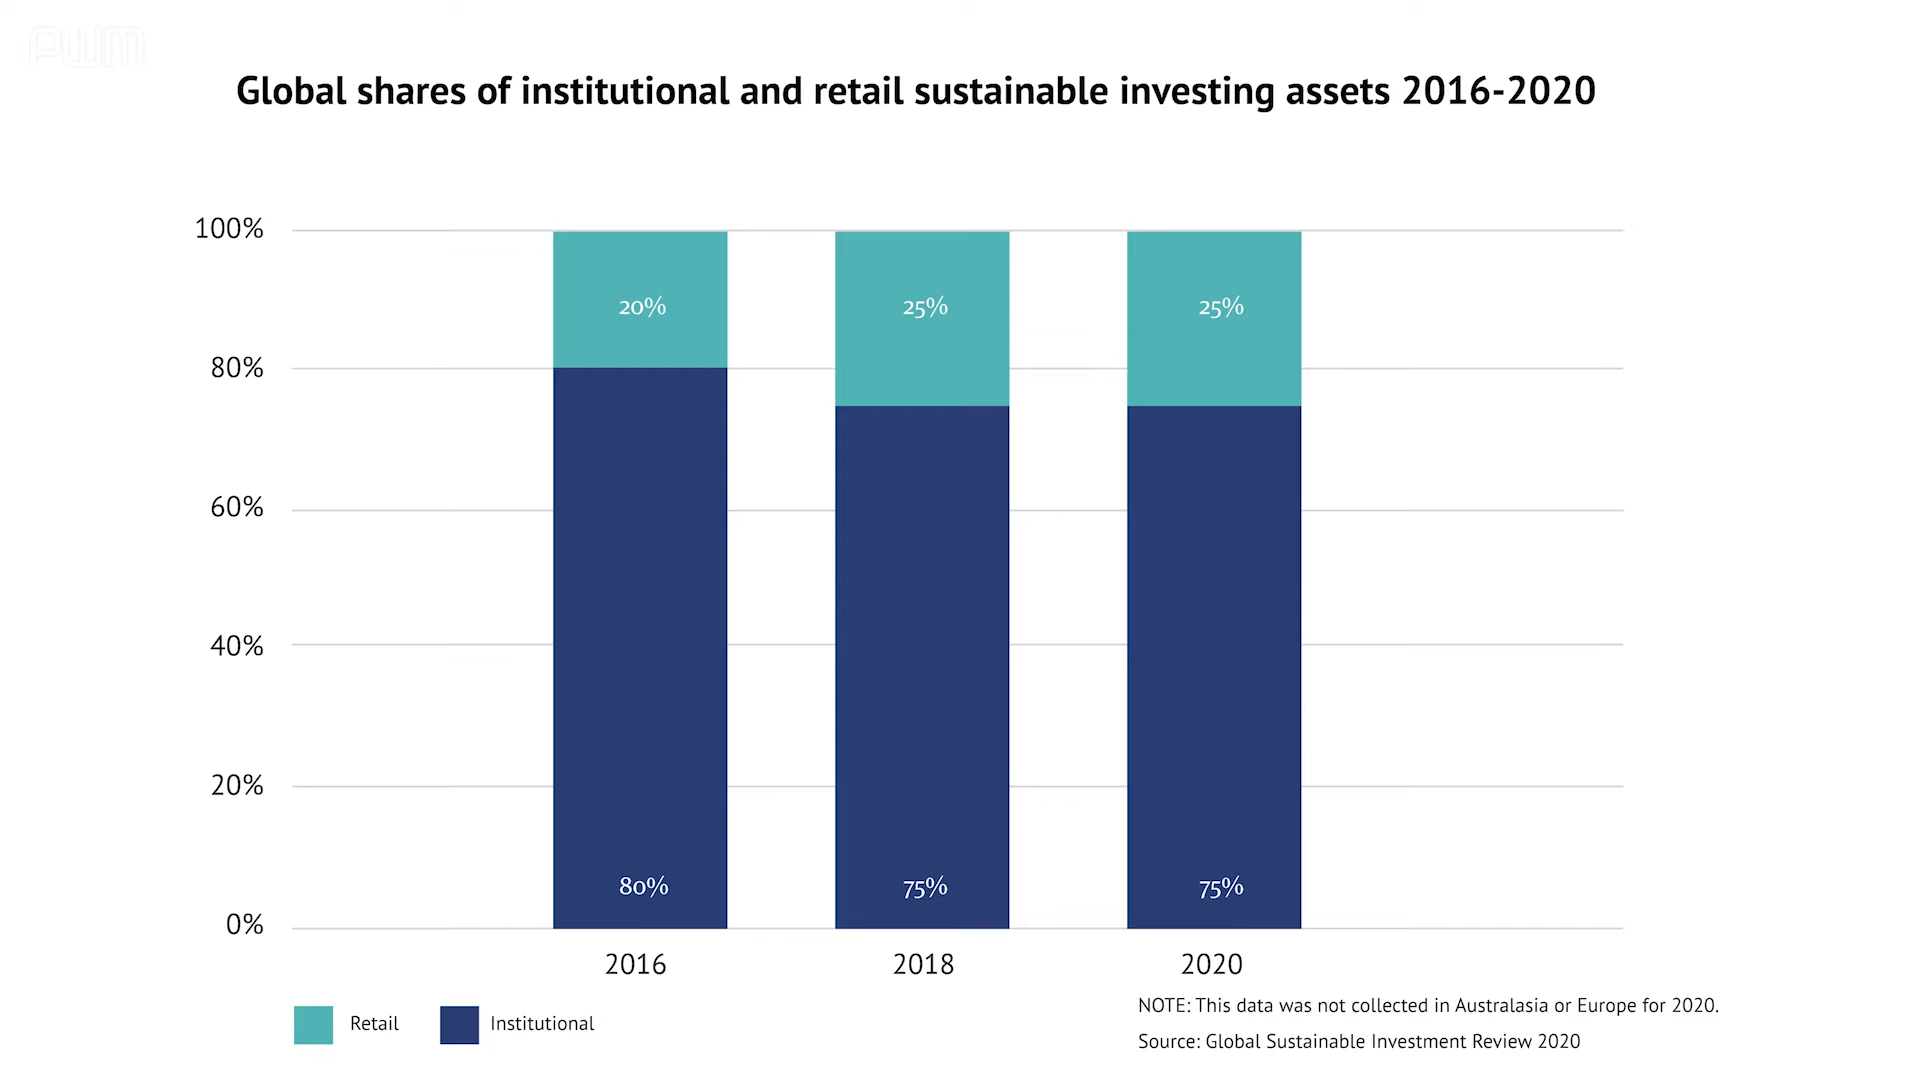 PWM
Global shares of institutional and retail sustainable investing assets 2016-2020
100%
80%
60%
40%
20%
0%
20%
25%
25%
80%
75%
75%
2016
2018
2020
Retail
Institutional
NOTE: This data was not collected in Australasia or Europe for 2020.
Source: Global Sustainable Investment Review 2020